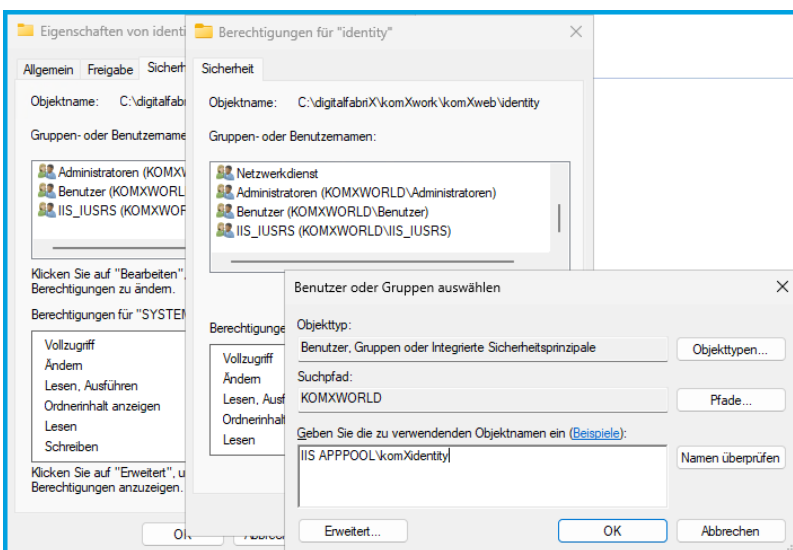 Eigenschaften von identi
Allgemein Freigabe Sicherh
Objektname: C:\digitalfabi
Gruppen- oder Benutzername
Administratoren (KOMXW
Benutzer (KOMXWORL
IIS_IUSRS (KOMXWOR
Klicken Sie auf "Bearbeiten",
Berechtigungen zu ändern.
Berechtigungen für "SYSTEM
Vollzugriff
Ändern
Lesen, Ausführen
Ordnerinhalt anzeigen
Lesen
Schreiben
Klicken Sie auf "Erweitert", u
Berechtigungen anzuzeigen.
OK
Berechtigungen für "identity"
Sicherheit
Objektname: C:\digitalfabriX\komXwork\komXweb\identity
Gruppen- oder Benutzernamen:
Netzwerkdienst
Administratoren (KOMXWORLD\Administratoren)
Benutzer (KOMXWORLD\Benutzer)
IIS_IUSRS (KOMXWORLD\IIS_IUSRS)
Berechtigunge
Vollzugriff
Ändern
Lesen, Ausf
Ordnerinhalt
Lesen
Benutzer oder Gruppen auswählen
Objekttyp:
Benutzer, Gruppen oder Integrierte Sicherheitsprinzipale
Objekttypen...
Suchpfad:
KOMXWORLD
Pfade...
Geben Sie die zu verwendenden Objektnamen ein (Beispiele):
IIS APPPOOL\komXidentity
Namen überprüfen
Erweitert...
OK
Abbrechen